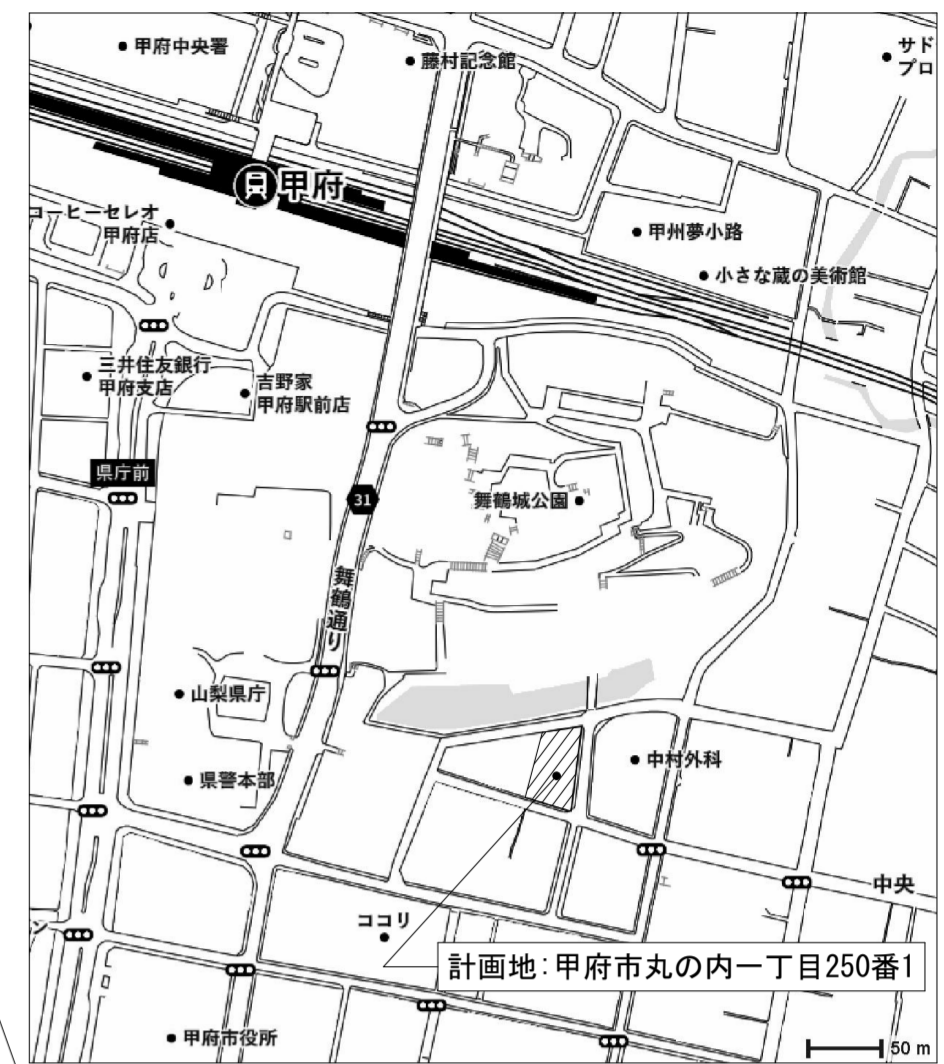 甲府中央署
藤村記念館
サド
プロ
甲府
コーヒーセレオ
甲府店
甲州夢小路
小さな蔵の美術館
三井住友銀行
甲府支店
吉野家
甲府駅前店
県庁前
31
舞鶴城公園
舞鶴通り
山梨県庁
中村外科
県警本部
中央
ココリ
計画地:甲府市丸の内一丁目250番1
甲府市役所
50 m